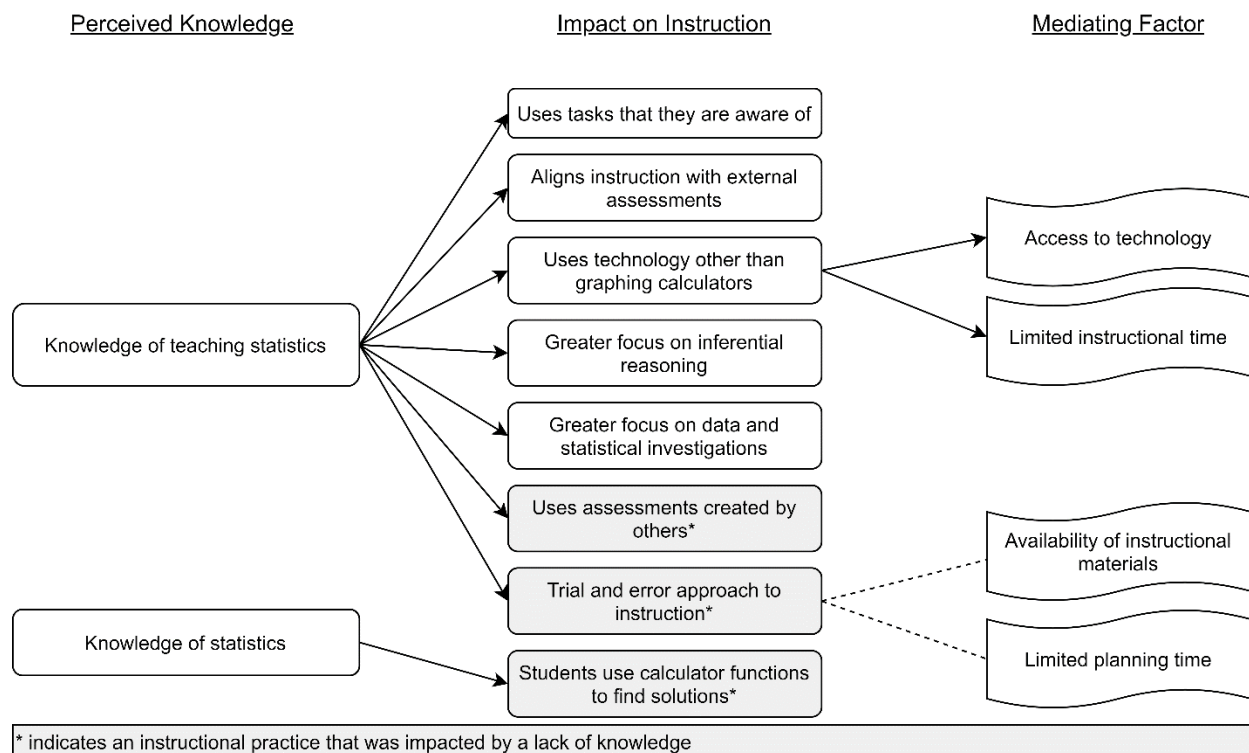 Perceived Knowledge
Impact on Instruction
Mediating Factor
Uses tasks that they are aware of
Aligns instruction with external
assessments
Uses technology other than
graphing calculators
Greater focus on inferential
reasoning
Greater focus on data and
statistical investigations
Uses assessments created by
others*
Trial and error approach to
instruction*
Students use calculator functions
to find solutions*
Knowledge of teaching statistics
Knowledge of statistics
Access to technology
Limited instructional time
Availability of instructional
materials
Limited planning time
* indicates an instructional practice that was impacted by a lack of knowledge